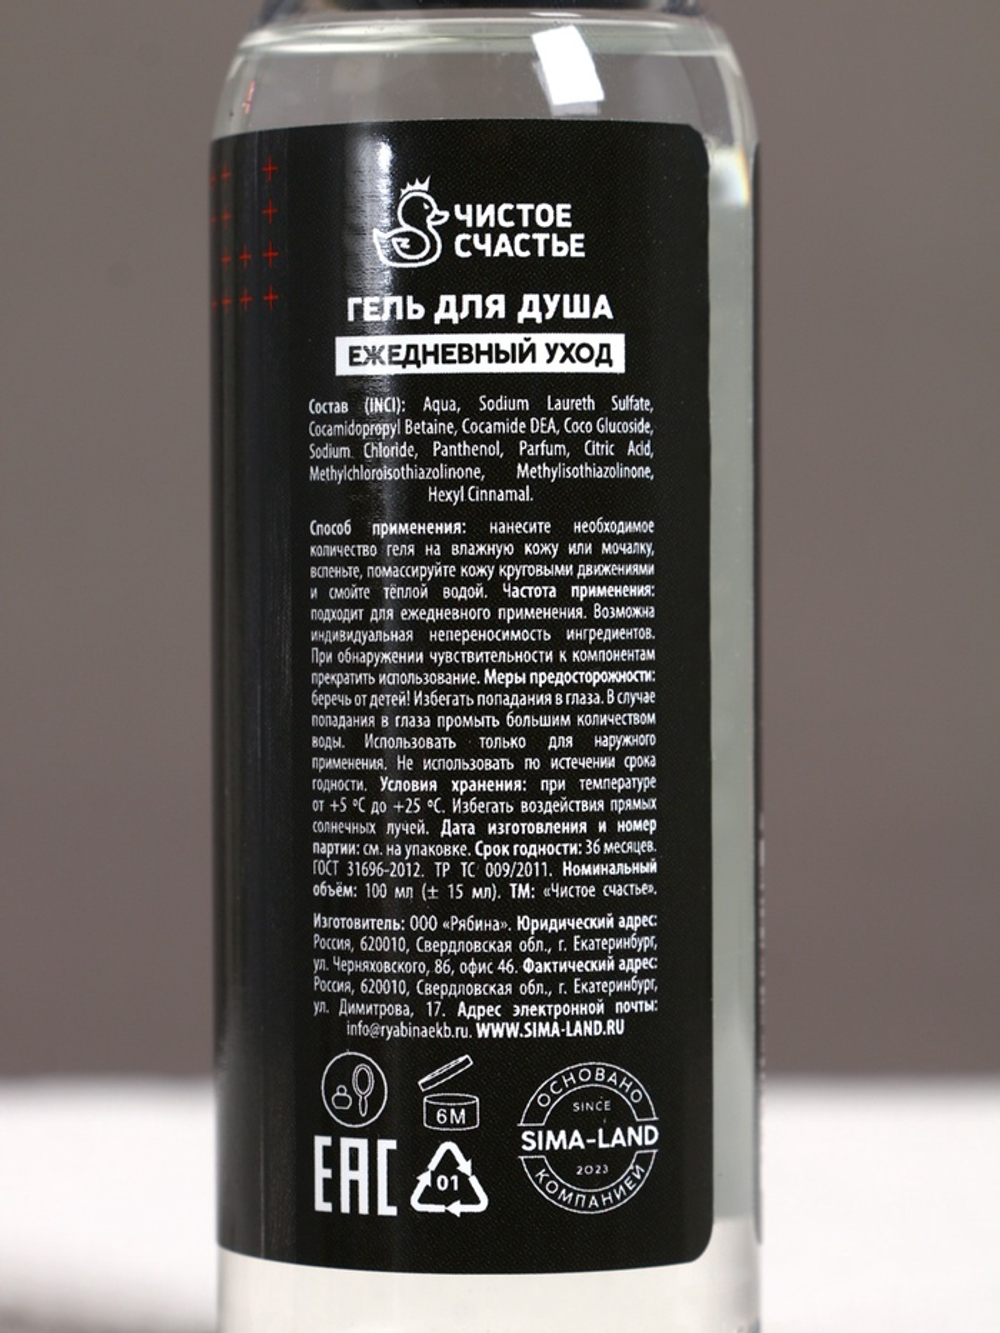 ЧИСТОЕ
СЧАСТЬЕ
ГЕЛЬ ДЛЯ ДУША
ЕЖЕДНЕВНЫЙ УХОД
Состав (INCI): Aqua, Sodium Laureth Sulfate,
Cocamidopropyl Betaine, Cocamide DEA, Coco Glucoside,
Sodium Chloride, Panthenol, Parfum, Citric Acid,
Methylchloroisothiazolinone, Methylisothiazolinone,
Hexyl Cinnamal.
Способ применения: нанесите необходимое
количество геля на влажную кожу или мочалку,
вспеньте, помассируйте кожу круговыми движениями
и смойте тёплой водой. Частота применения:
подходит для ежедневного применения. Возможна
индивидуальная непереносимость ингредиентов.
При обнаружении чувствительности к компонентам
прекратить использование. Меры предосторожности:
беречь от детей! Избегать попадания в глаза. В случае
попадания в глаза промыть большим количеством
воды. Использовать только для наружного
применения. Не использовать по истечении срока
годности. Условия хранения: при температуре
от +5 ºС до +25 ºС. Избегать воздействия прямых
солнечных лучей. Дата изготовления и номер
партии: см. на упаковке. Срок годности: 36 месяцев.
ГОСТ 31696-2012. ТР ТС 009/2011. Номинальный
объём: 100 мл (± 15 мл). ТМ: «Чистое счастье».
Изготовитель: ООО «Рябина». Юридический адрес:
Россия, 620010, Свердловская обл., г. Екатеринбург,
ул. Черняховского, 86, офис 46. Фактический адрес:
Россия, 620010, Свердловская обл., г. Екатеринбург,
ул. Димитрова, 17. Адрес электронной почты:
info@ryabinaekb.ru. WWW.SIMA-LAND.RU
6M
EAC
01
ОСНОВАНО
SINCE
SIMA-LAND
2023
КОМПАНИЕЙ